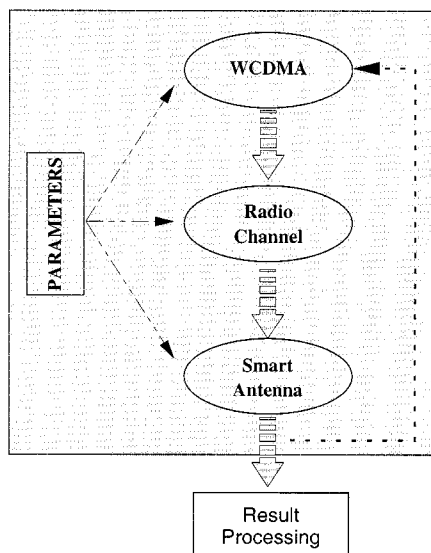 WCDMA
PARAMETERS
Radio
Channel
Smart
Antenna
Result
Processing